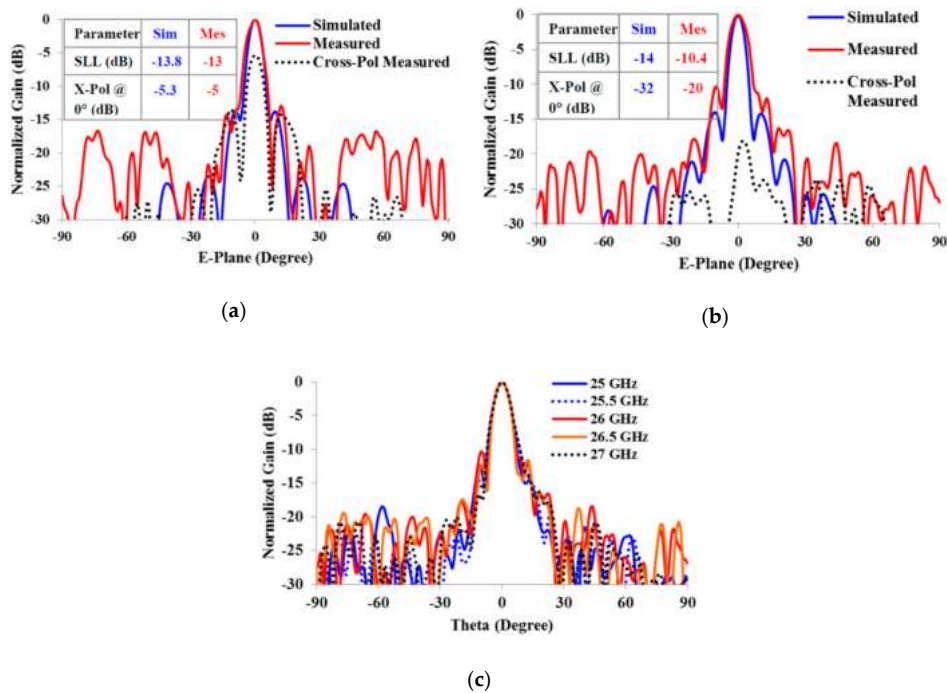 Parameter Sim Mes
SLL (dB) -13.8 -13
X-Pol @ 0° (dB) -5.3 -5
Simulated
Measured
Cross-Pol Measured
Normalized Gain (dB)
0
-5
-10
-15
-20
-25
-30
-90 -60 -30 0 30 60 90
E-Plane (Degree)
(a)
Parameter Sim Mes
SLL (dB) -14 -10.4
X-Pol @ 0° (dB) -32 -20
Simulated
Measured
Cross-Pol
Measured
Normalized Gain (dB)
0
-5
-10
-15
-20
-25
-30
-90 -60 -30 0 30 60 90
E-Plane (Degree)
(b)
25 GHz
25.5 GHz
26 GHz
26.5 GHz
27 GHz
Normalized Gain (dB)
0
-5
-10
-15
-20
-25
-30
-90 -60 -30 0 30 60 90
Theta (Degree)
(c)